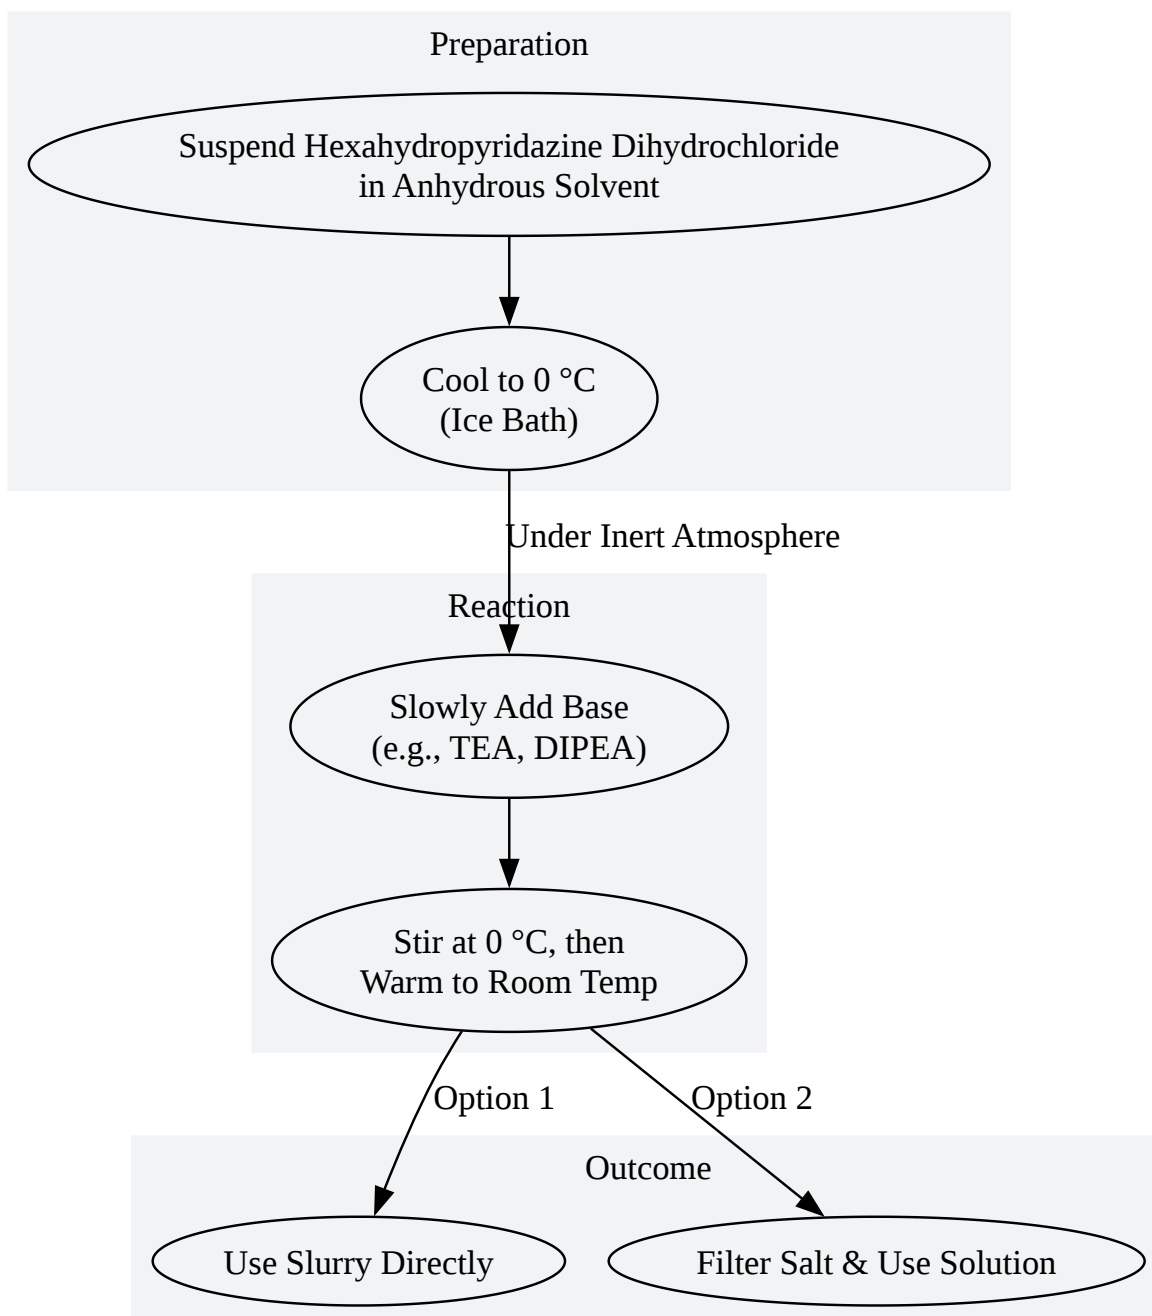 Preparation
Suspend Hexahydropyridazine Dihydrochloride
in Anhydrous Solvent
Cool to 0 °C
(Ice Bath)
Under Inert Atmosphere
Reaction
Slowly Add Base
(e.g., TEA, DIPEA)
Stir at 0 °C, then
Warm to Room Temp
Option 1
Option 2
Outcome
Use Slurry Directly
Filter Salt & Use Solution